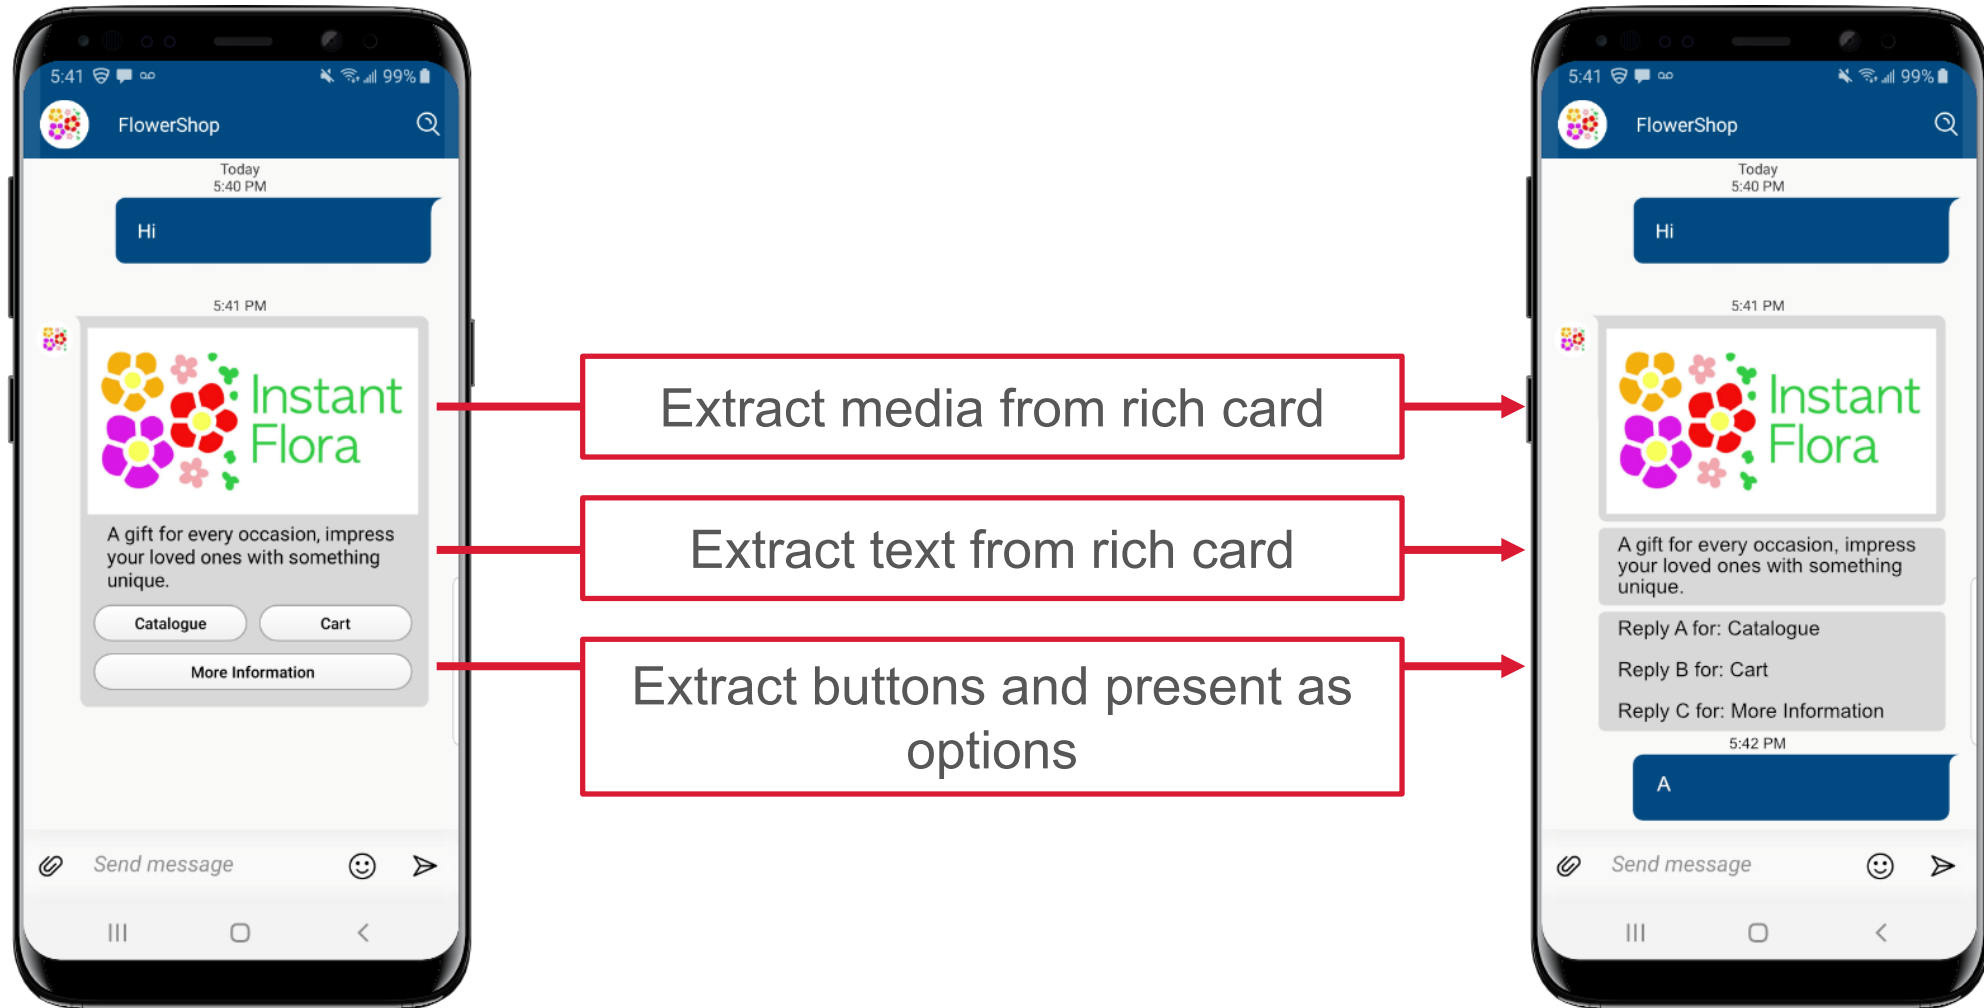 5:41
99%
FlowerShop
Today
5:40 PM
Hi
5:41 PM
Instant
Flora
A gift for every occasion, impress
your loved ones with something
unique.
Catalogue
Cart
More Information
Send message
Extract media from rich card
Extract text from rich card
Extract buttons and present as
options
5:41
99%
FlowerShop
Today
5:40 PM
Hi
5:41 PM
Instant
Flora
A gift for every occasion, impress
your loved ones with something
unique.
Reply A for: Catalogue
Reply B for: Cart
Reply C for: More Information
5:42 PM
A
Send message